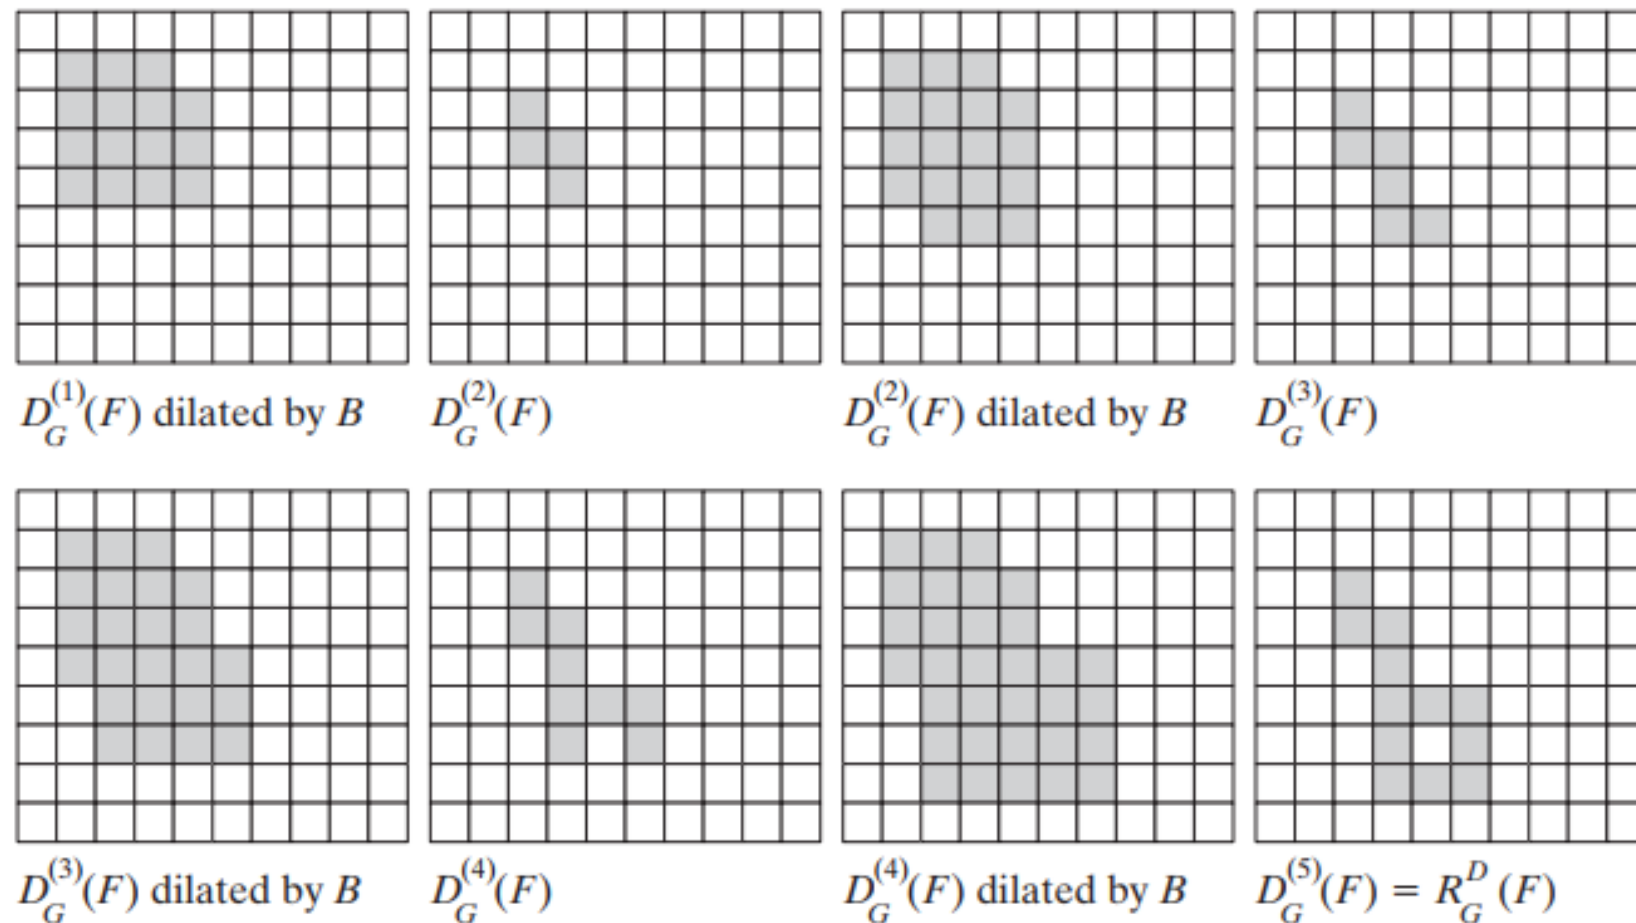 D_G^(1)(F) dilated by B
D_G^(2)(F)
D_G^(2)(F) dilated by B
D_G^(3)(F)
D_G^(3)(F) dilated by B
D_G^(4)(F)
D_G^(4)(F) dilated by B
D_G^(5)(F) = R_G^D (F)